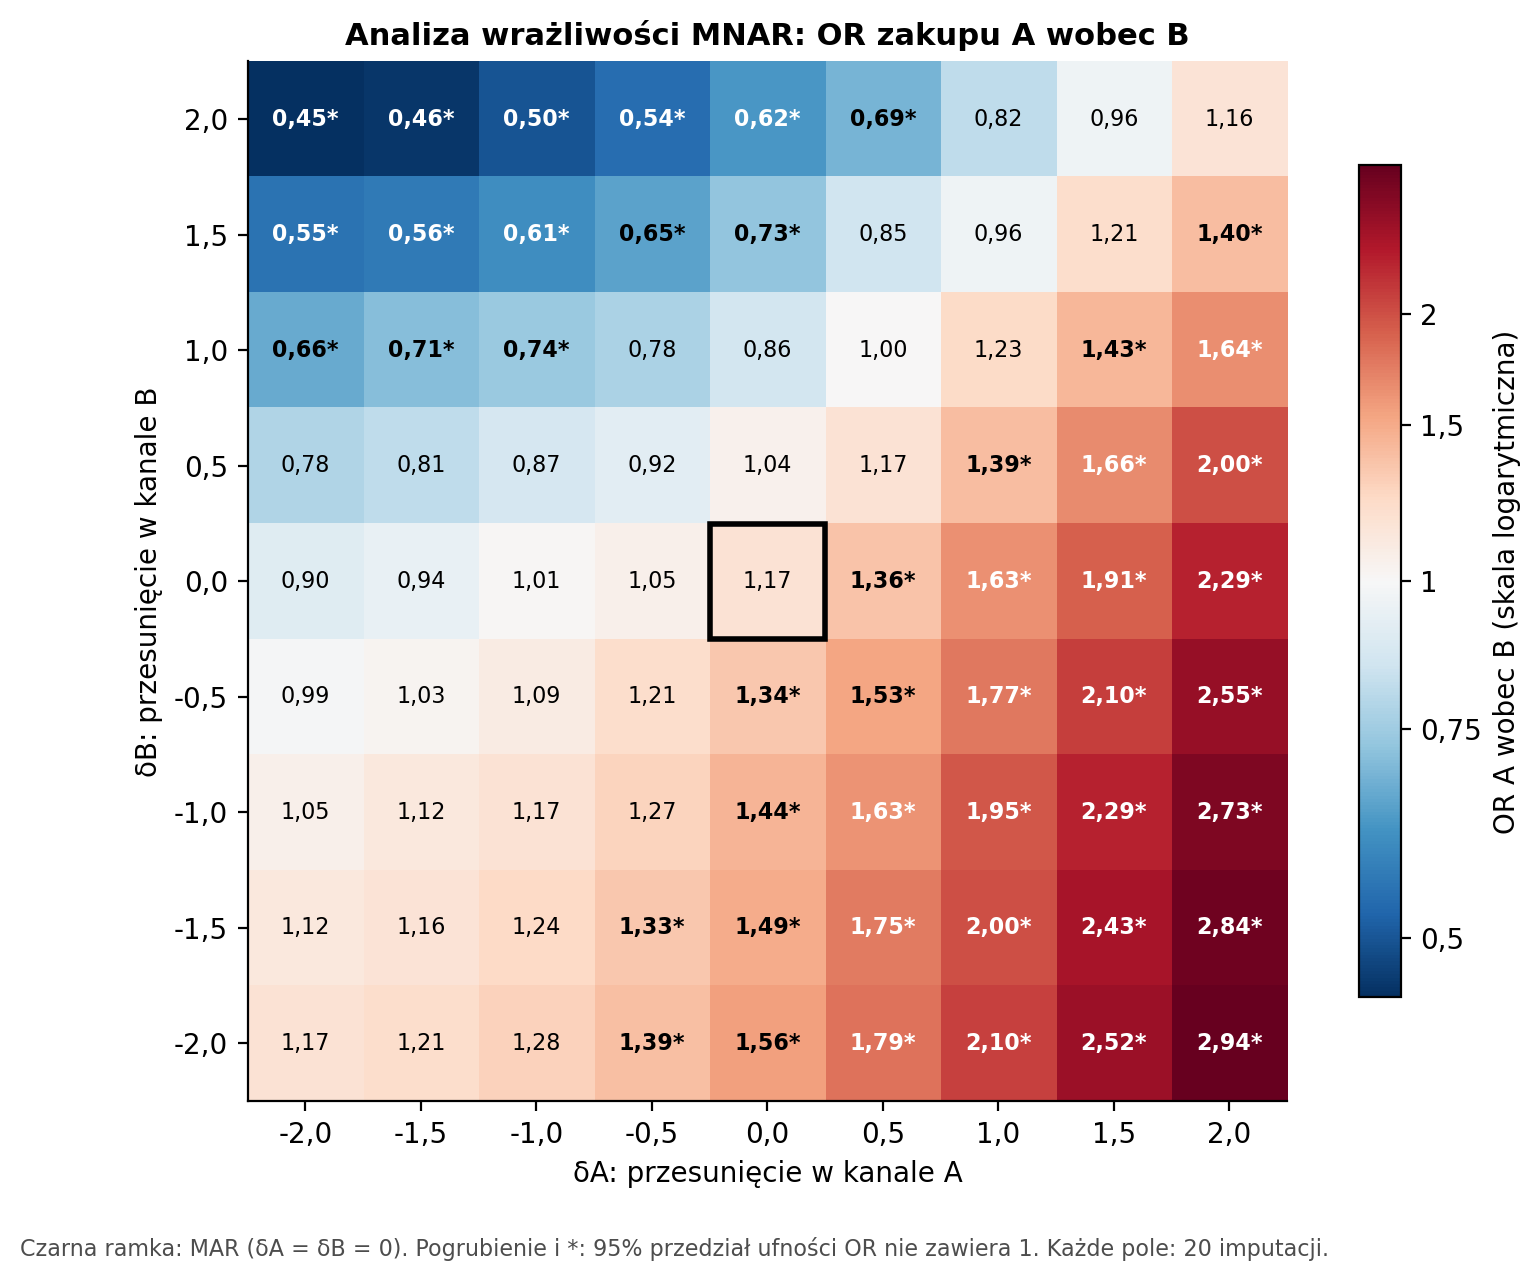 Analiza wrażliwości MNAR: OR zakupu A wobec B
2,0 0,45* 0,46* 0,50* 0,54* 0,62* 0,69* 0,82 0,96 1,16
1,5 0,55* 0,56* 0,61* 0,65* 0,73* 0,85 0,96 1,21 1,40*
1,0 0,66* 0,71* 0,74* 0,78 0,86 1,00 1,23 1,43* 1,64*
0,5 0,78 0,81 0,87 0,92 1,04 1,17 1,39* 1,66* 2,00*
0,0 0,90 0,94 1,01 1,05 1,17 1,36* 1,63* 1,91* 2,29*
-0,5 0,99 1,03 1,09 1,21 1,34* 1,53* 1,77* 2,10* 2,55*
-1,0 1,05 1,12 1,17 1,27 1,44* 1,63* 1,95* 2,29* 2,73*
-1,5 1,12 1,16 1,24 1,33* 1,49* 1,75* 2,00* 2,43* 2,84*
-2,0 1,17 1,21 1,28 1,39* 1,56* 1,79* 2,10* 2,52* 2,94*
-2,0 -1,5 -1,0 -0,5 0,0 0,5 1,0 1,5 2,0
δA: przesunięcie w kanale A
δB: przesunięcie w kanale B
2
1,5
1
0,75
0,5
OR A wobec B (skala logarytmiczna)
Czarna ramka: MAR (δA = δB = 0). Pogrubienie i *: 95% przedział ufności OR nie zawiera 1. Każde pole: 20 imputacji.